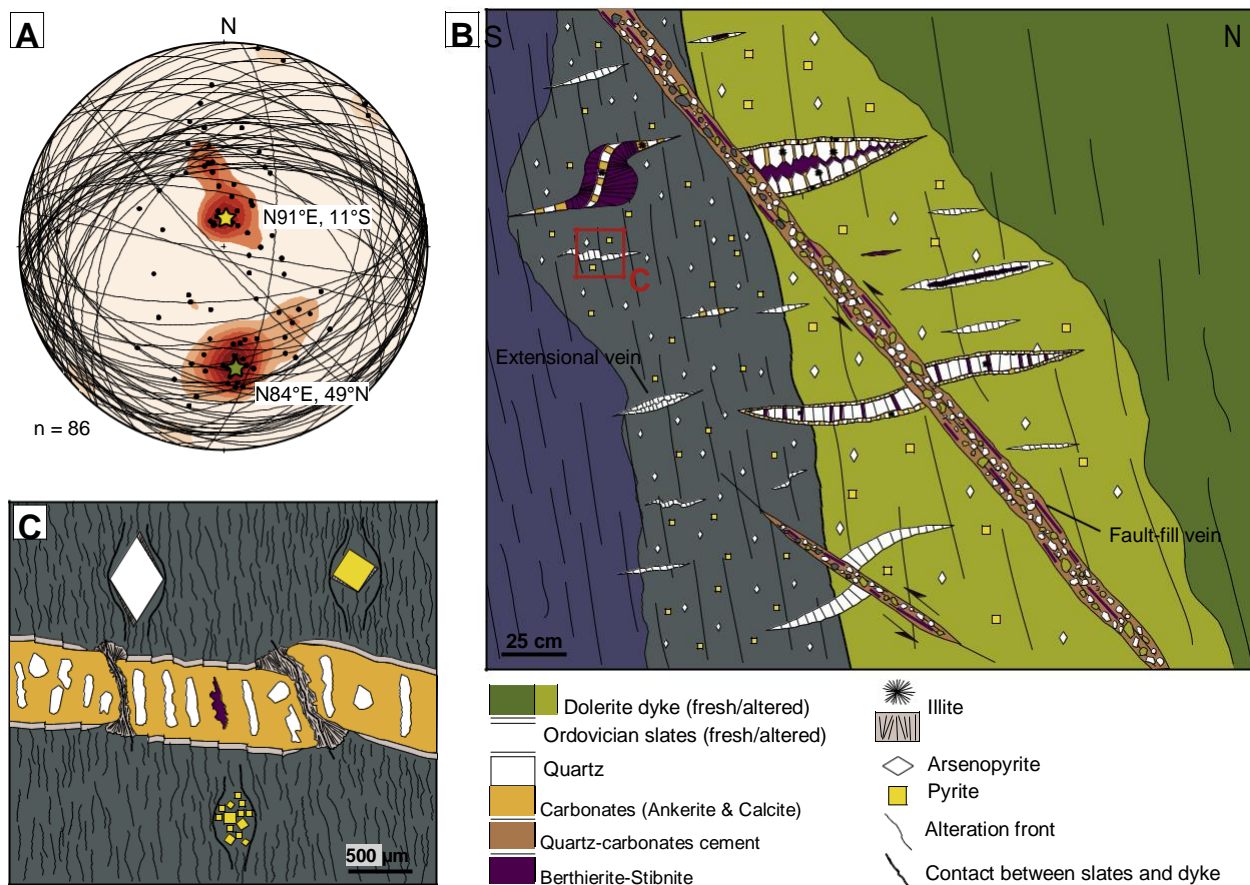 A
N
N91°E, 11°S
N84°E, 49°N
n = 86
B
S
N
C
Extensional vein
Fault-fill vein
25 cm
C
500 µm
Dolerite dyke (fresh/altered)
Ordovician slates (fresh/altered)
Quartz
Carbonates (Ankerite & Calcite)
Quartz-carbonates cement
Berthierite-Stibnite
Illite
Arsenopyrite
Pyrite
Alteration front
Contact between slates and dyke